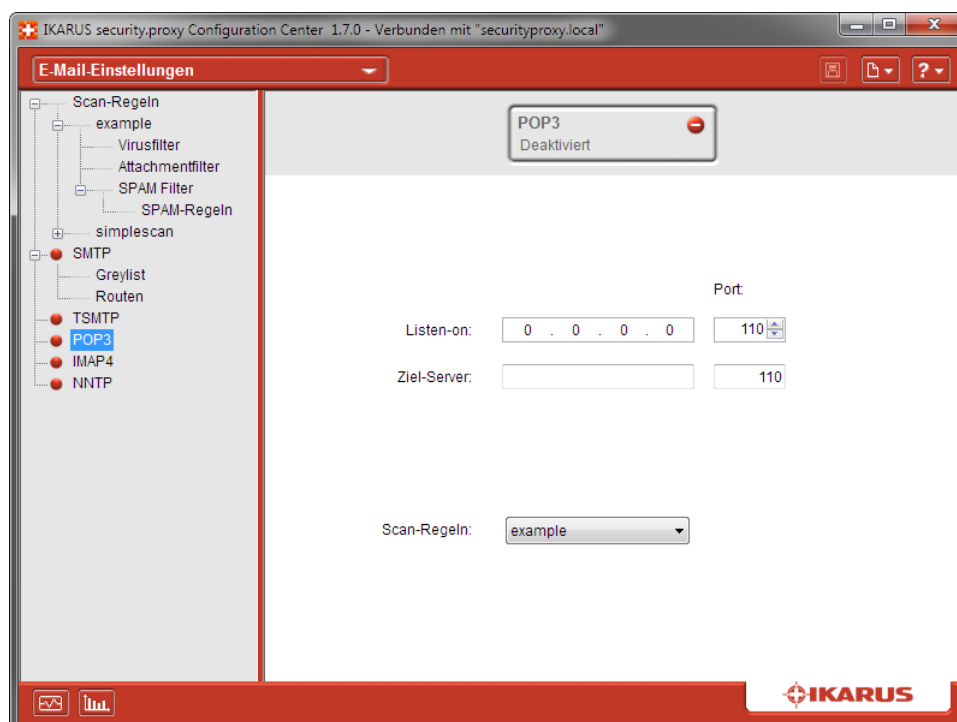 IKARUS security.proxy Configuration Center 1.7.0 - Verbunden mit "securityproxy.local"
E-Mail-Einstellungen
?
Scan-Regeln
example
Virusfilter
Attachmentfilter
SPAM Filter
SPAM-Regeln
simplescan
SMTP
Greylist
Routen
TSMTP
POP3
IMAP4
NNTP
POP3
Deaktiviert
Port:
Listen-on: 0 . 0 . 0 . 0 110
Ziel-Server: 110
Scan-Regeln: example
IKARUS